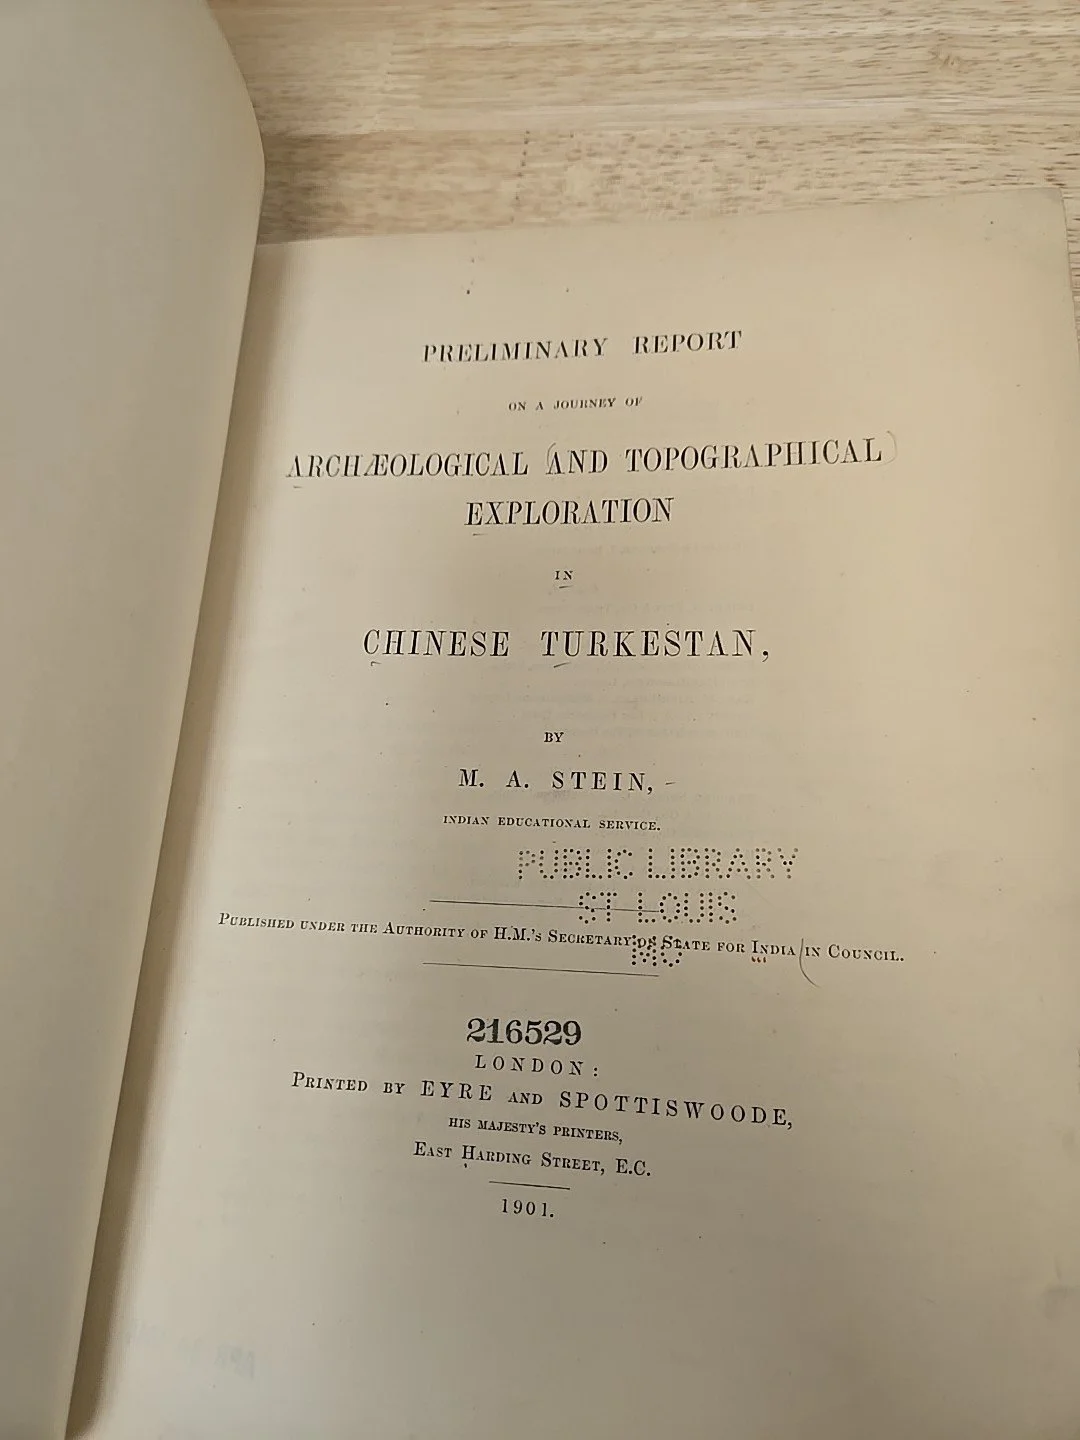 PRELIMINARY REPORT
ON A JOURNEY OF
ARCHÆOLOGICAL (AND TOPOGRAPHICAL)
EXPLORATION
IN
CHINESE TURKESTAN,
BY
M. A. STEIN, -
INDIAN EDUCATIONAL SERVICE.
PUBLIC LIBRARY
ST LOUIS
MO
PUBLISHED UNDER THE AUTHORITY OF H.M.'S SECRETARY OF STATE FOR INDIA IN COUNCIL.
216529
LONDON:
PRINTED BY EYRE AND SPOTTISWOODE,
HIS MAJESTY'S PRINTERS,
EAST HARDING STREET, E.C.
1901.